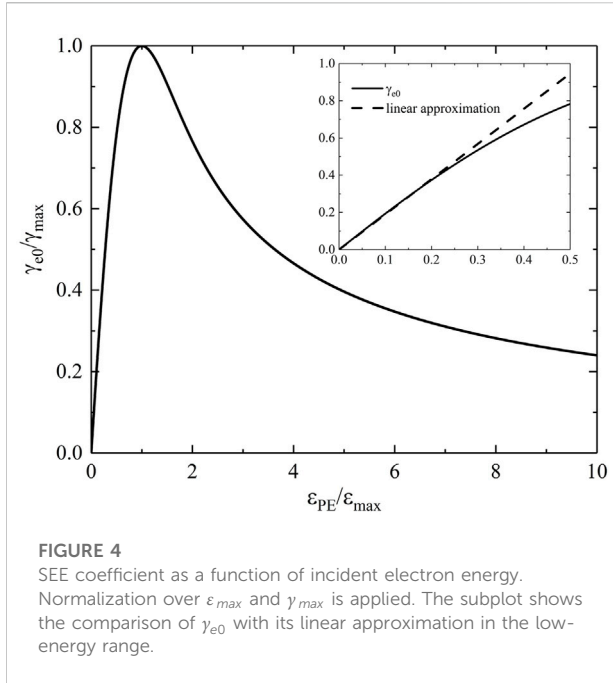 1.0
0.8
0.6
0.4
0.2
0.0
γe0/γmax
0 2 4 6 8 10
εPE/εmax
1.0
0.8
0.6
0.4
0.2
0.0
0.0 0.1 0.2 0.3 0.4 0.5
γe0
linear approximation
FIGURE 4
SEE coefficient as a function of incident electron energy.
Normalization over εmax and γmax is applied. The subplot shows
the comparison of γe0 with its linear approximation in the low-
energy range.